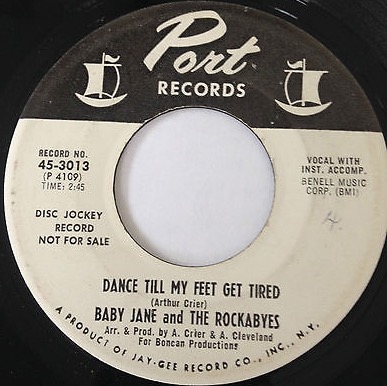 Port
RECORDS
RECORD NO.
45-3013
(P 4109)
TIME: 2:45
DISC JOCKEY
RECORD
NOT FOR SALE
VOCAL WITH
INST. ACCOMP.
BENELL MUSIC
CORP. (BMI)
4.
DANCE TILL MY FEET GET TIRED
(Arthur Crier)
BABY JANE and THE ROCKABYES
Arr. & Prod. by A. Crier & A. Cleveland
For Boncan Productions
A PRODUCT OF JAY-GEE RECORD CO., INC., N.Y.